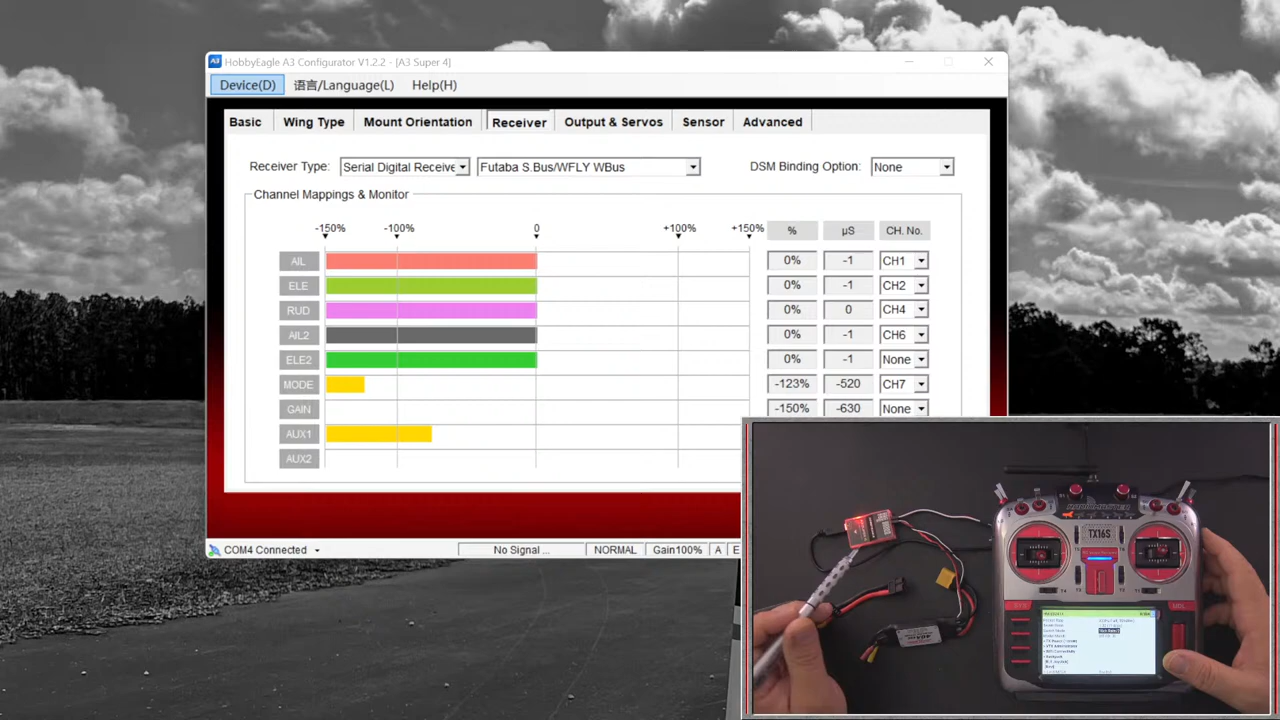 A3 HobbyEagle A3 Configurator V1.2.2 - [A3 Super 4]
Device(D) 语言/Language(L) Help(H)
Basic Wing Type Mount Orientation Receiver Output & Servos Sensor Advanced
Receiver Type: Serial Digital Receive Futaba S.Bus/WFLY WBus DSM Binding Option: None
Channel Mappings & Monitor
-150% -100% 0 +100% +150% % µS CH. No.
AIL 0% -1 CH1
ELE 0% -1 CH2
RUD 0% 0 CH4
AIL2 0% -1 CH6
ELE2 0% -1 None
MODE -123% -520 CH7
GAIN -150% -630 None
AUX1
AUX2
COM4 Connected No Signal ... NORMAL Gain100% A E
RADIOMASTER
TX16S
SYS MDL